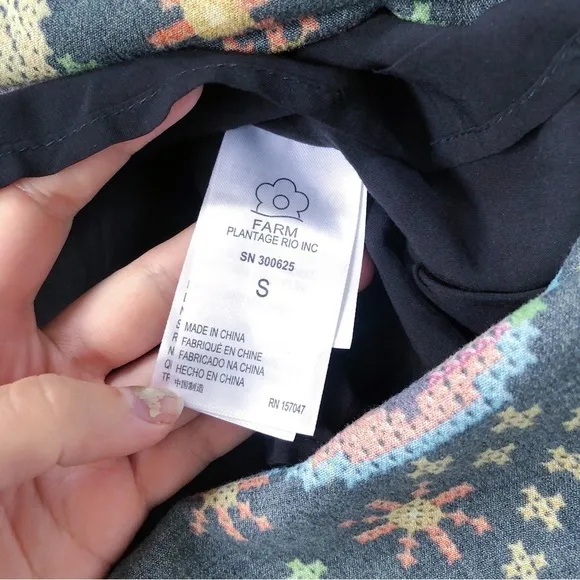 FARM
PLANTAGE RIO INC
SN 300625
S
MADE IN CHINA
FABRIQUÉ EN CHINE
FABRICADO NA CHINA
HECHO EN CHINA
中国制造
RN 157047